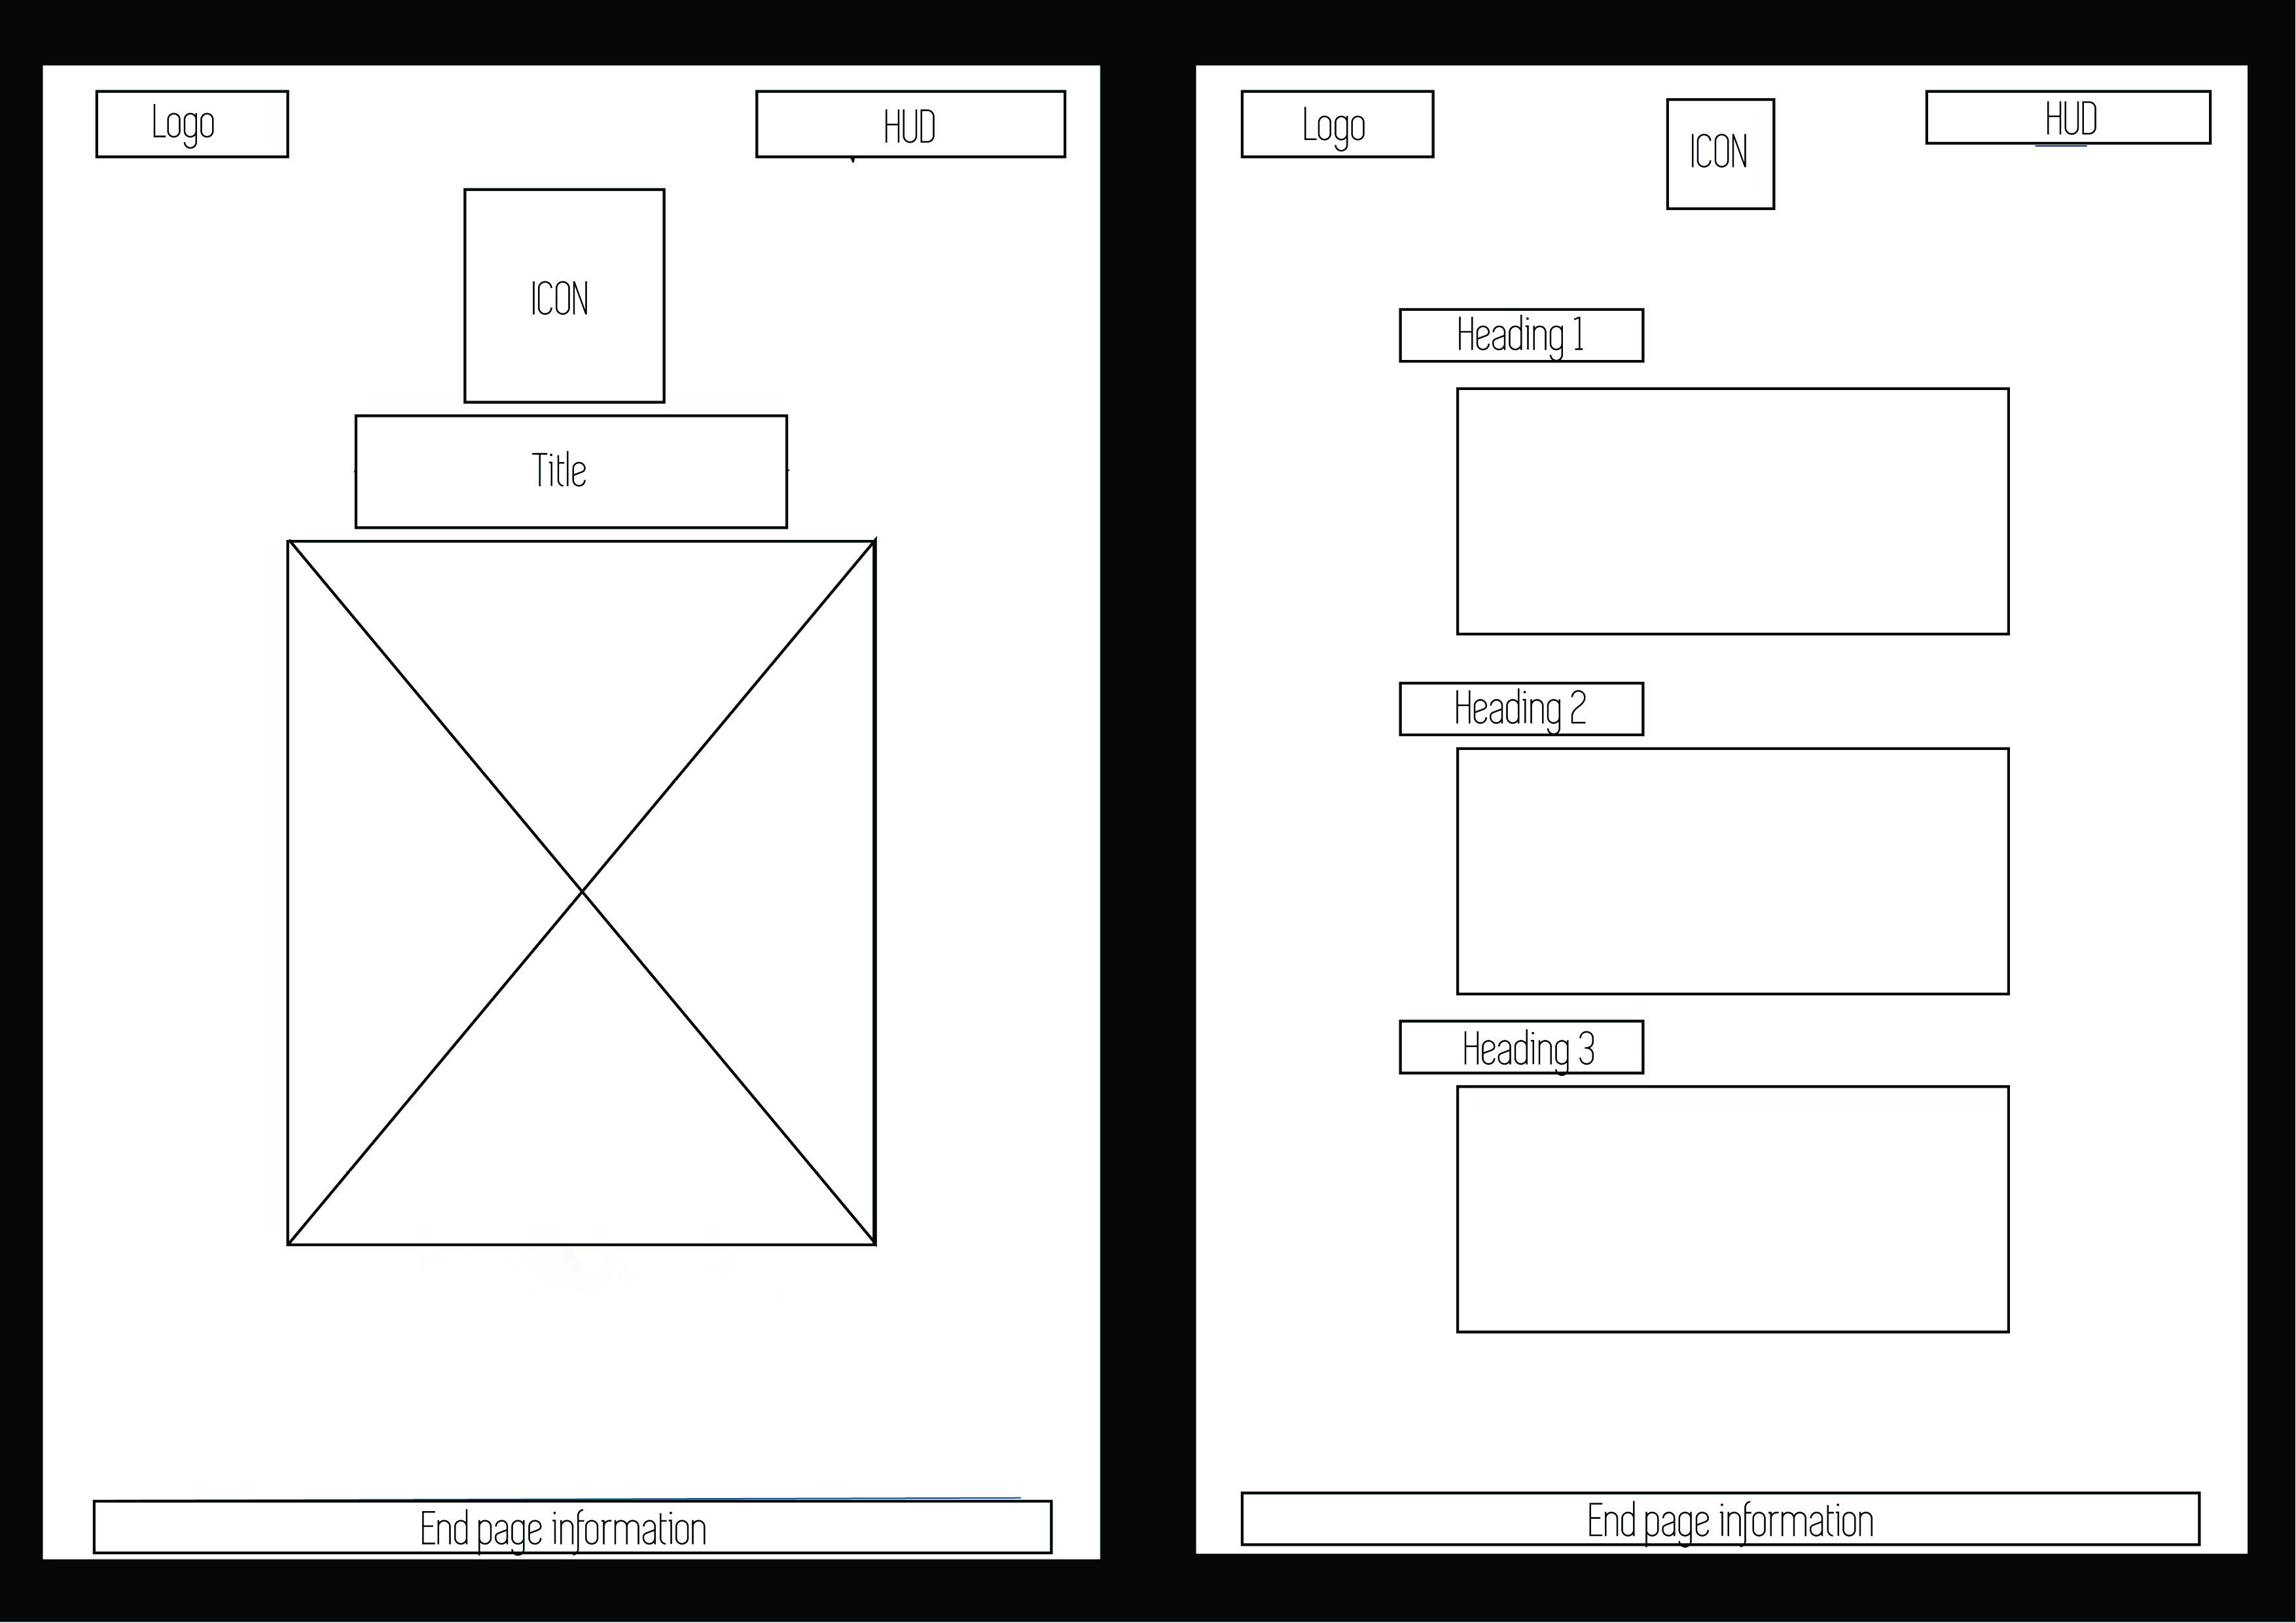 Logo
HUD
ICON
Title
End page information
Logo
ICON
HUD
Heading 1
Heading 2
Heading 3
End page information